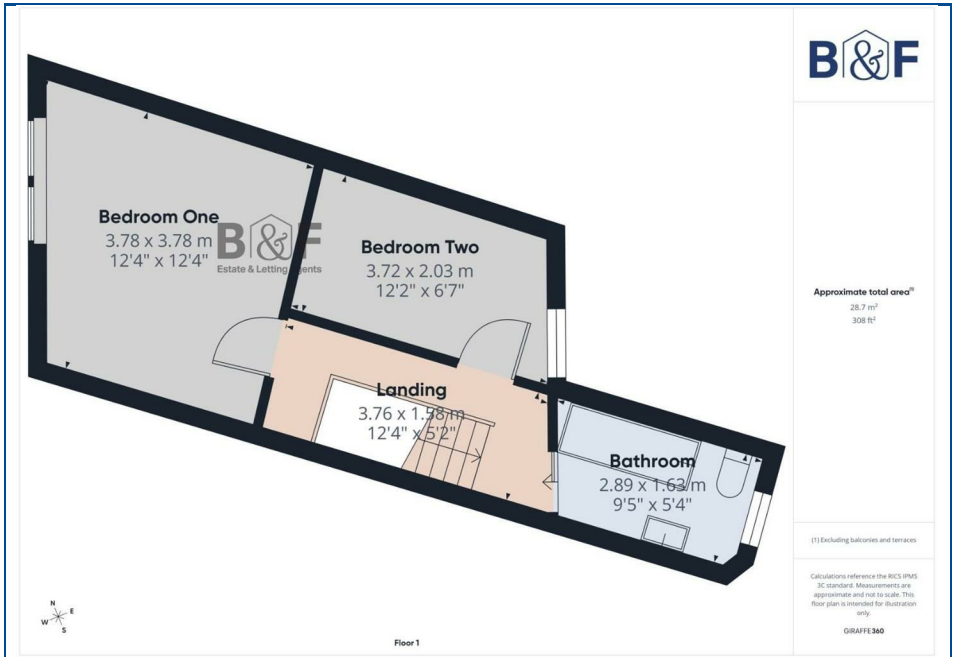 B&F
Bedroom One
3.78 x 3.78 m
12'4" x 12'4"
B&F
Estate & Letting Agents
Bedroom Two
3.72 x 2.03 m
12'2" x 6'7"
Landing
3.76 x 1.58 m
12'4" x 5'2"
Bathroom
2.89 x 1.63 m
9'5" x 5'4"
Approximate total area(1)
28.7 m²
308 ft²
(1) Excluding balconies and terraces
Calculations reference the RICS IPMS
3C standard. Measurements are
approximate and not to scale. This
floor plan is intended for illustration
only.
GIRAFFE360
N
E
W
S
Floor 1